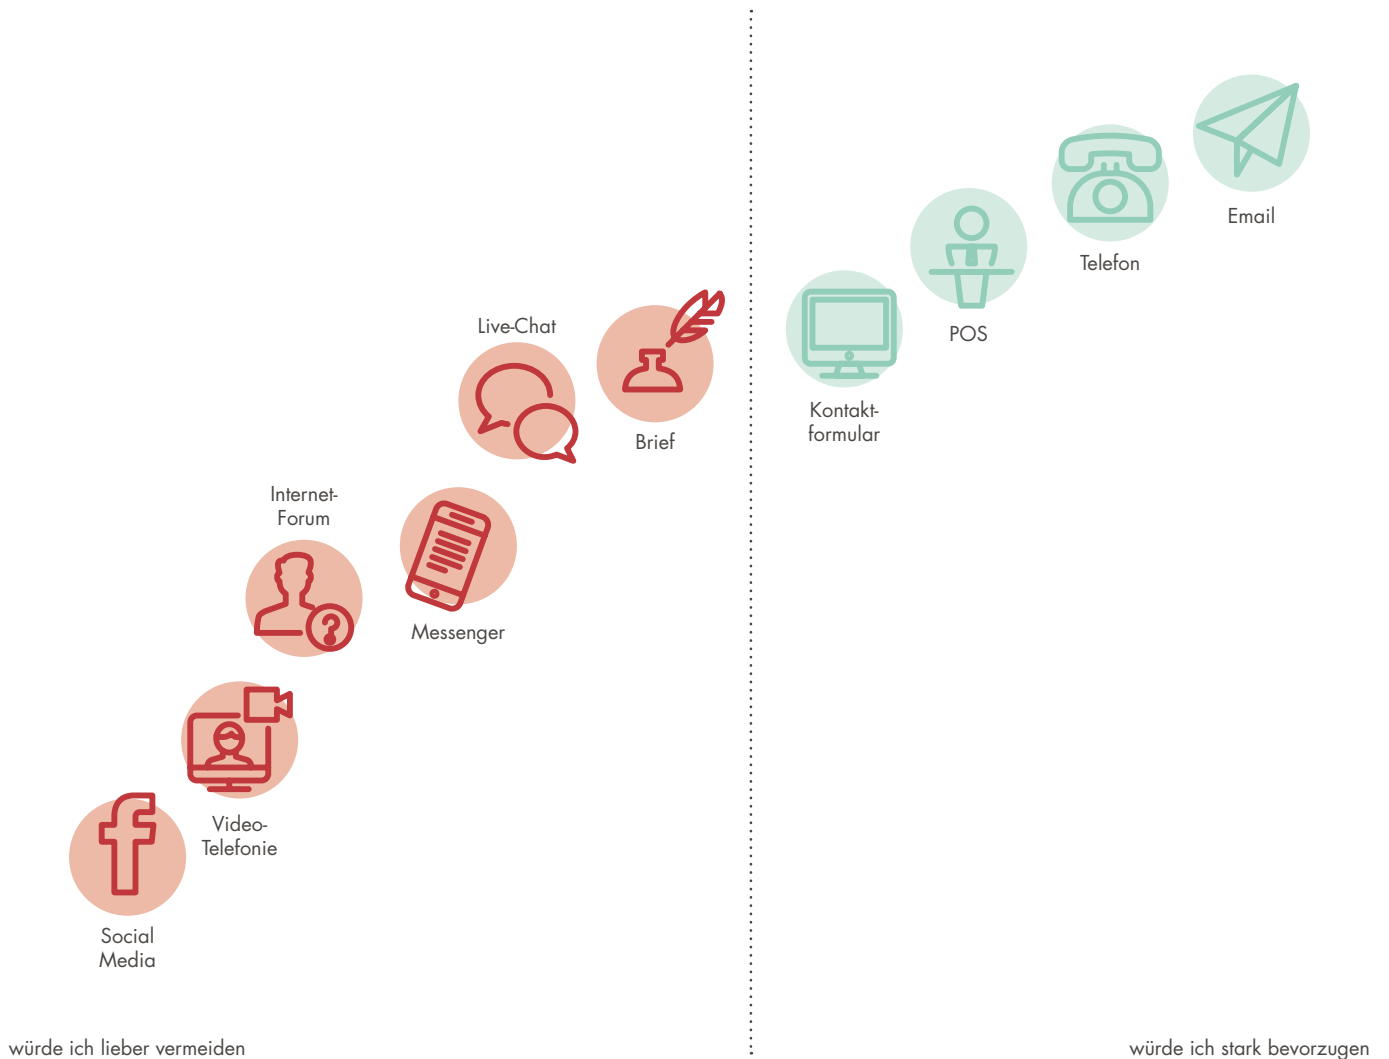 Email
Telefon
POS
Live-Chat
Kontakt-
formular
Brief
Internet-
Forum
Messenger
Video-
Telefonie
Social
Media
würde ich lieber vermeiden
würde ich stark bevorzugen